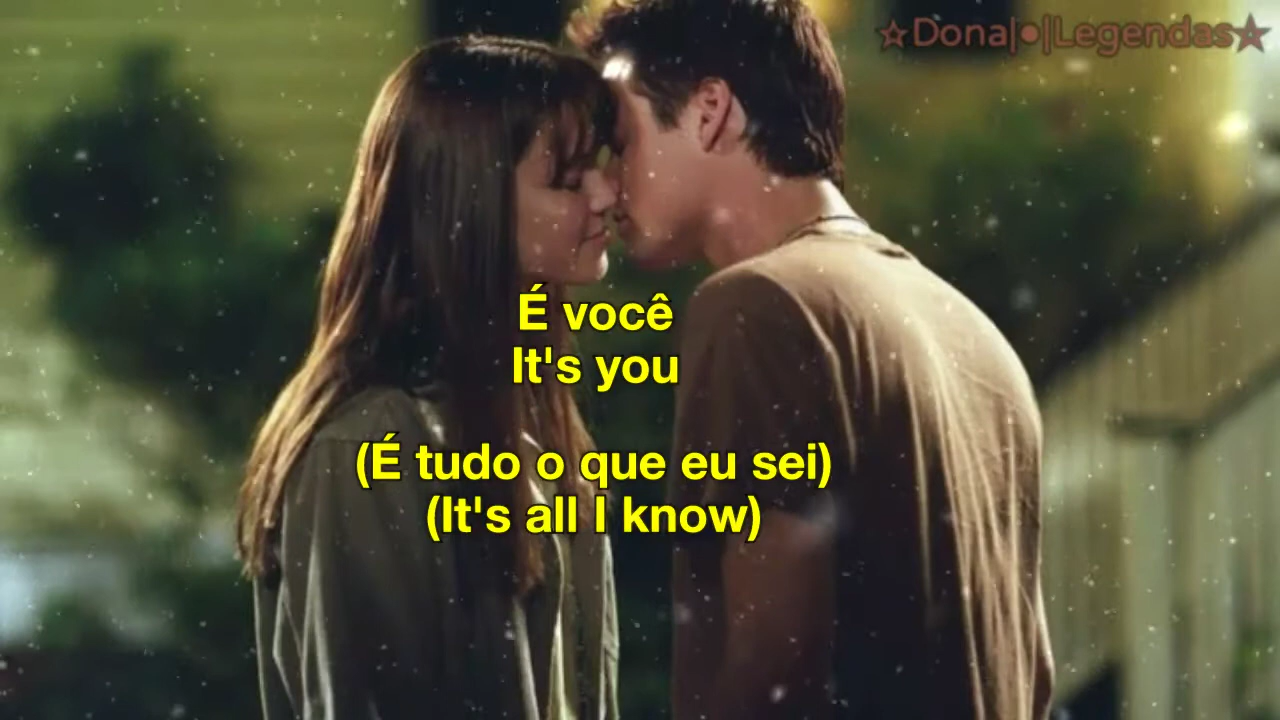 ☆Dona|●|Legendas★
É você
It's you
(É tudo o que eu sei)
(It's all I know)